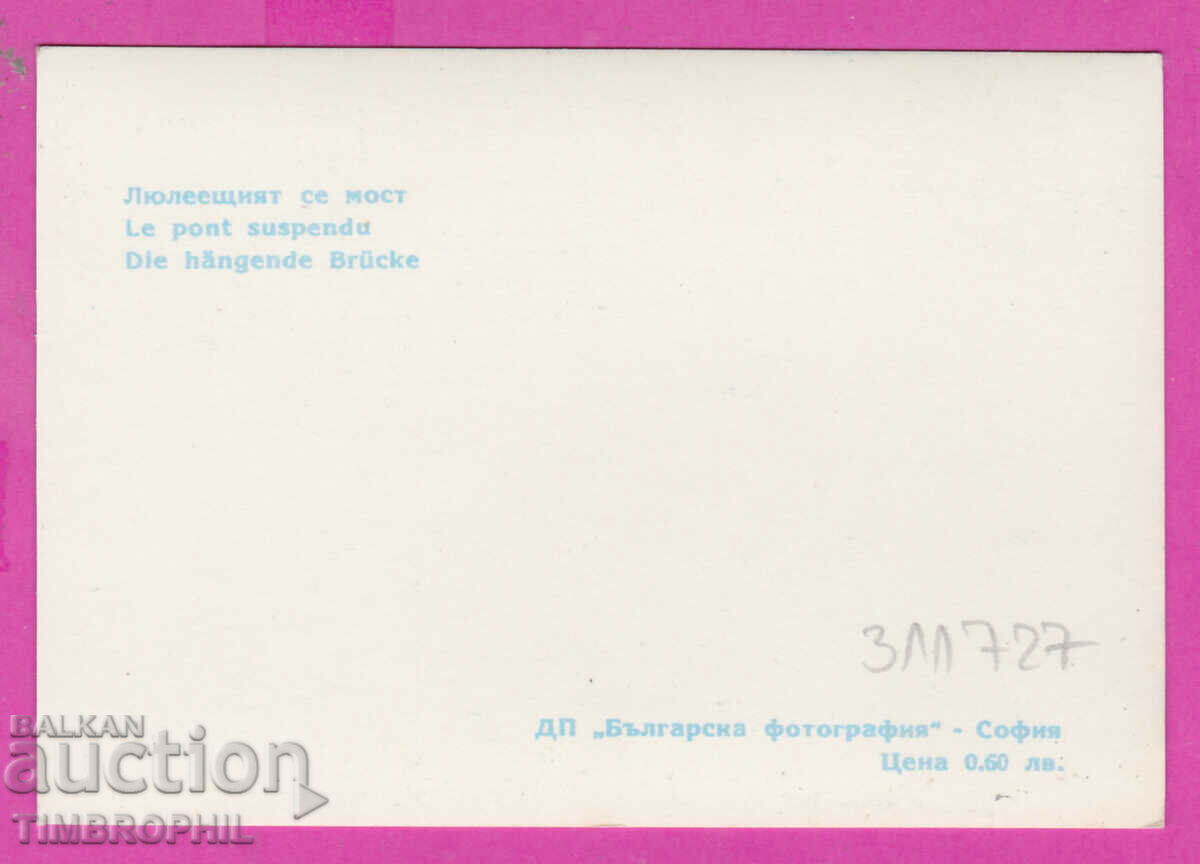 Люлеещият се мост
Le pont suspendu
Die hängende Brücke
311727
ДП „Българска фотография“ - София
Цена 0.60 лв.
BALKAN
auction
TIMBROPHIL